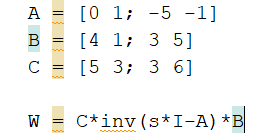 A = [0 1; -5 -1]
B = [4 1; 3 5]
C = [5 3; 3 6]
W = C*inv(s*I-A)*B